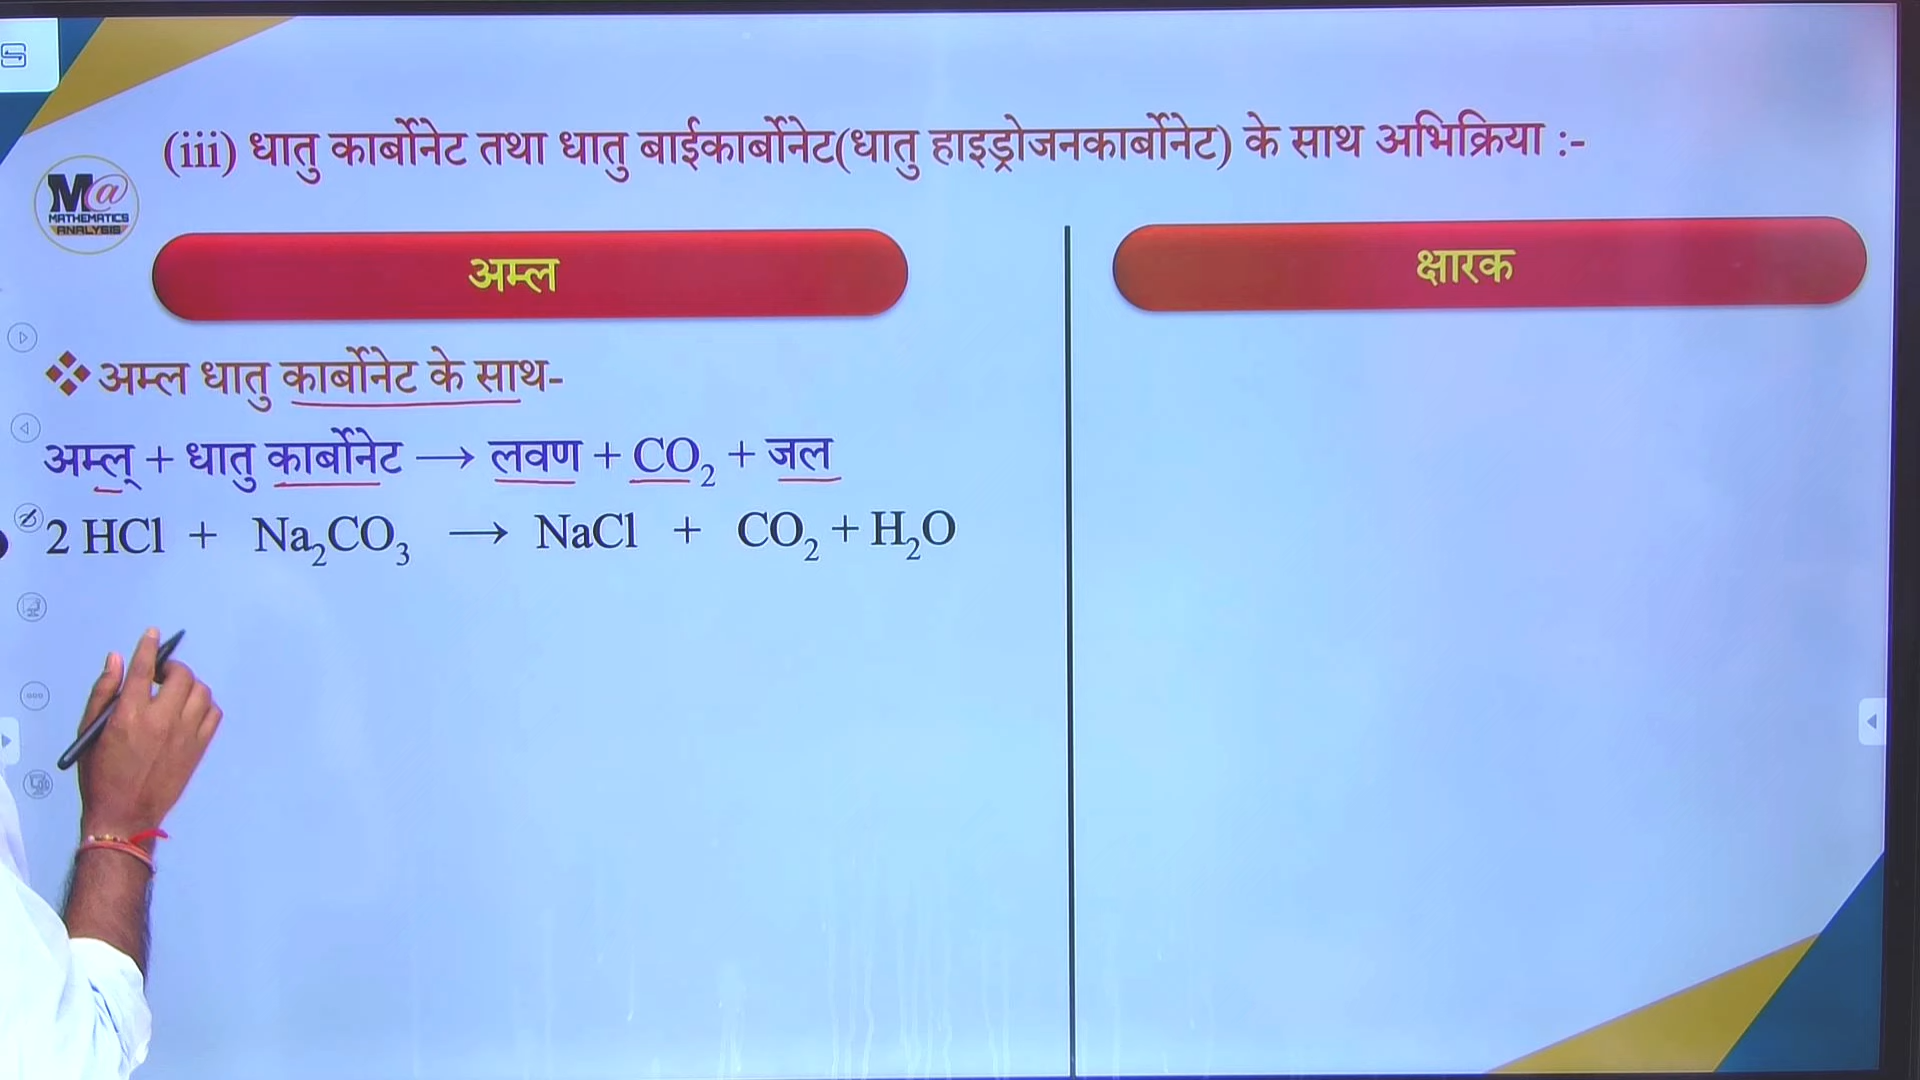 (iii) धातु कार्बोनेट तथा धातु बाईकार्बोनेट(धातु हाइड्रोजनकार्बोनेट) के साथ अभिक्रिया :-
M@
MATHEMATICS
ANALYSIS
अम्ल
क्षारक
❖ अम्ल धातु कार्बोनेट के साथ-
अम्ल् + धातु कार्बोनेट → लवण + CO₂ + जल
2 HCl + Na₂CO₃ → NaCl + CO₂ + H₂O